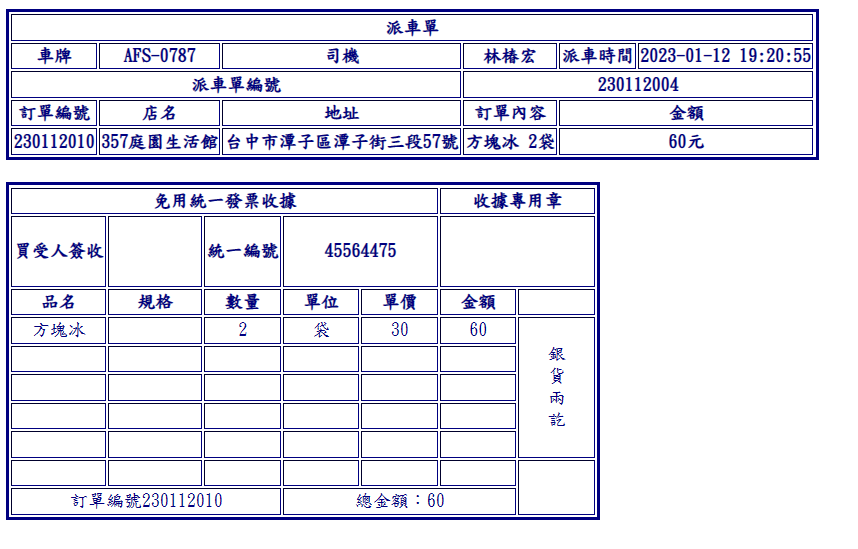 派車單
車牌 AFS-0787 司機 林樁宏 派車時間 2023-01-12 19:20:55
派車單編號 230112004
訂單編號 店名 地址 訂單內容 金額
230112010 357庭園生活館 台中市潭子區潭子街三段57號 方塊冰 2袋 60元
免用統一發票收據 收據專用章
買受人簽收 統一編號 45564475
品名 規格 數量 單位 單價 金額
方塊冰 2 袋 30 60
銀
貨
兩
訖
訂單編號230112010 總金額：60